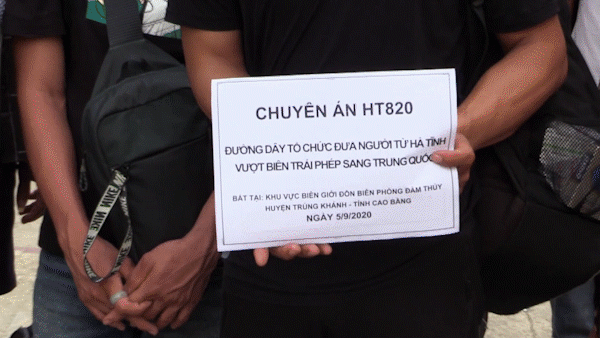 CHUYÊN ÁN HT820
ĐƯỜNG DÂY TỔ CHỨC ĐƯA NGƯỜI TỪ HÀ TĨNH
VƯỢT BIÊN TRÁI PHÉP SANG TRUNG QUỐC
BẮT TẠI: KHU VỰC BIÊN GIỚI ĐỒN BIÊN PHÒNG ĐÀM THỦY
HUYỆN TRÙNG KHÁNH - TỈNH CAO BẰNG
NGÀY 5/9/2020